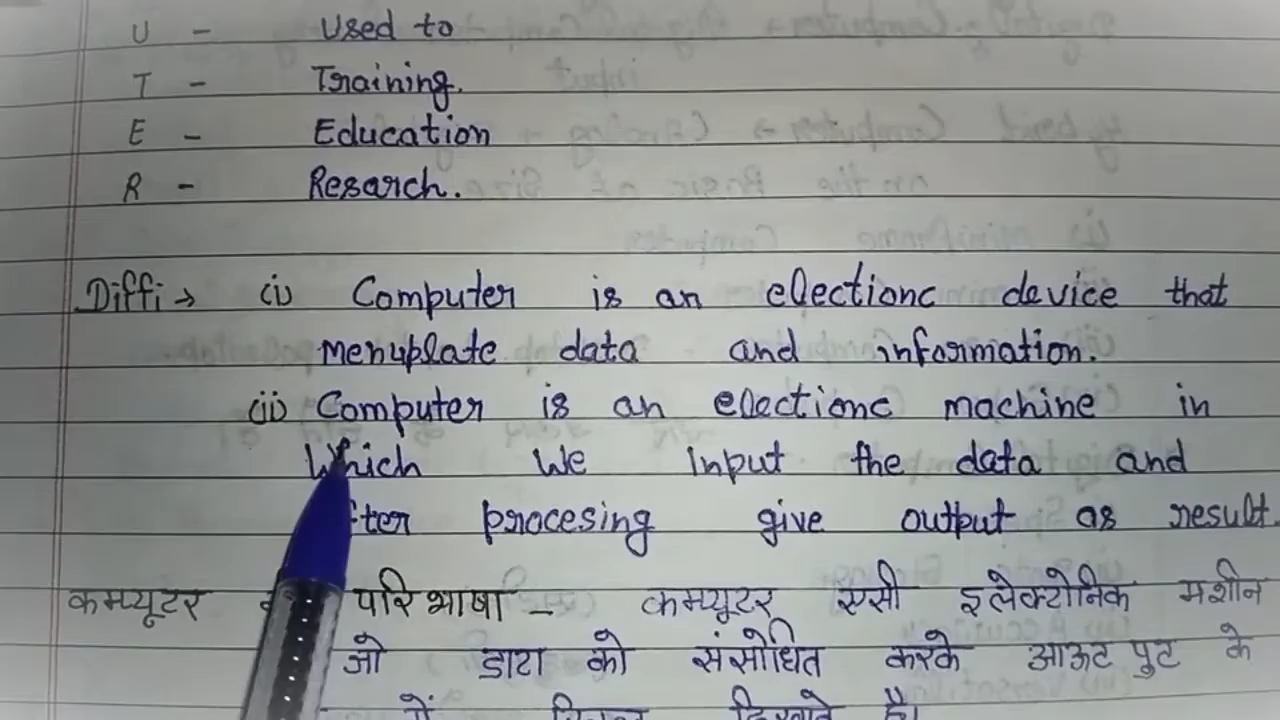 U - Used to
T - Training.
E - Education
R - Resarch.
Diffi → (i) Computer is an electionc device that
menuplate data and information.
(ii) Computer is an electionc machine in
Which We Input the data and
fter procesing give output as result.
कम्प्यूटर परिभाषा - कम्प्यूटर एसी इलेक्टोनिक मशीन
जो डाटा को संसोधित करके आऊट पुट के
में दिखाते है।